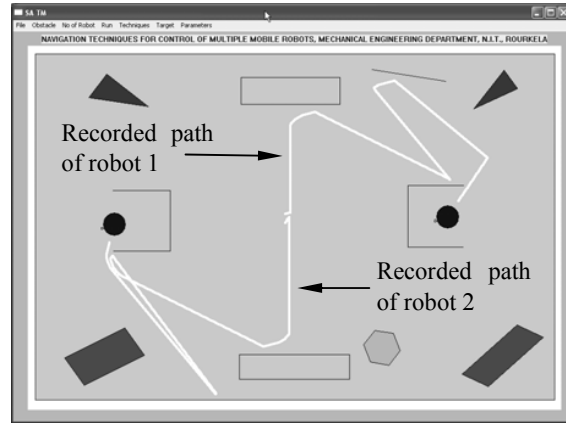 SA TM
File Obstacle No of Robot Run Techniques Target Parameters
NAVIGATION TECHNIQUES FOR CONTROL OF MULTIPLE MOBILE ROBOTS, MECHANICAL ENGINEERING DEPARTMENT, N.I.T., ROURKELA
Recorded path
of robot 1
Recorded path
of robot 2